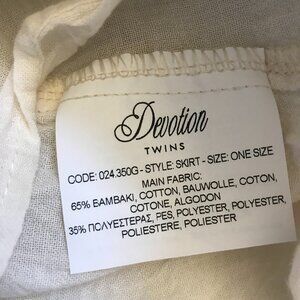 Devotion
TWINS
CODE: 024.350G - STYLE: SKIRT - SIZE: ONE SIZE
MAIN FABRIC:
65% ΒΑΜΒΑΚΙ, COTTON, BAUWOLLE, COTON,
COTONE, ALGODON
35% ΠΟΛΥΕΣΤΕΡΑΣ, PES, POLYESTER, POLYESTER,
POLIESTERE, POLIESTER